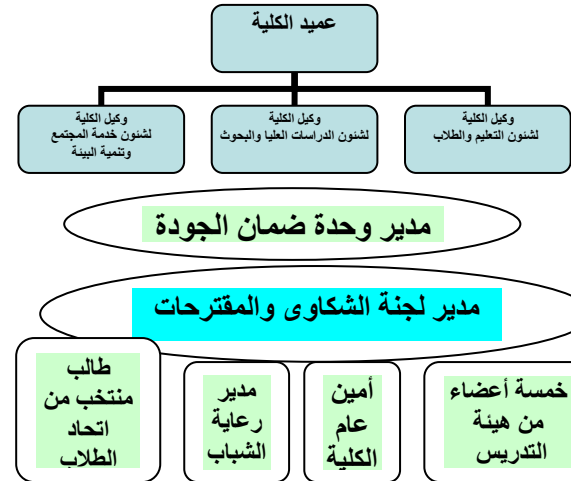 عميد الكلية
وكيل الكلية
لشئون التعليم والطلاب
وكيل الكلية
لشئون الدراسات العليا والبحوث
وكيل الكلية
لشئون خدمة المجتمع
وتنمية البيئة
مدير وحدة ضمان الجودة
مدير لجنة الشكاوى والمقترحات
خمسة أعضاء
من هيئة
التدريس
أمين
عام
الكلية
مدير
رعاية
الشباب
طالب
منتخب من
اتحاد
الطلاب